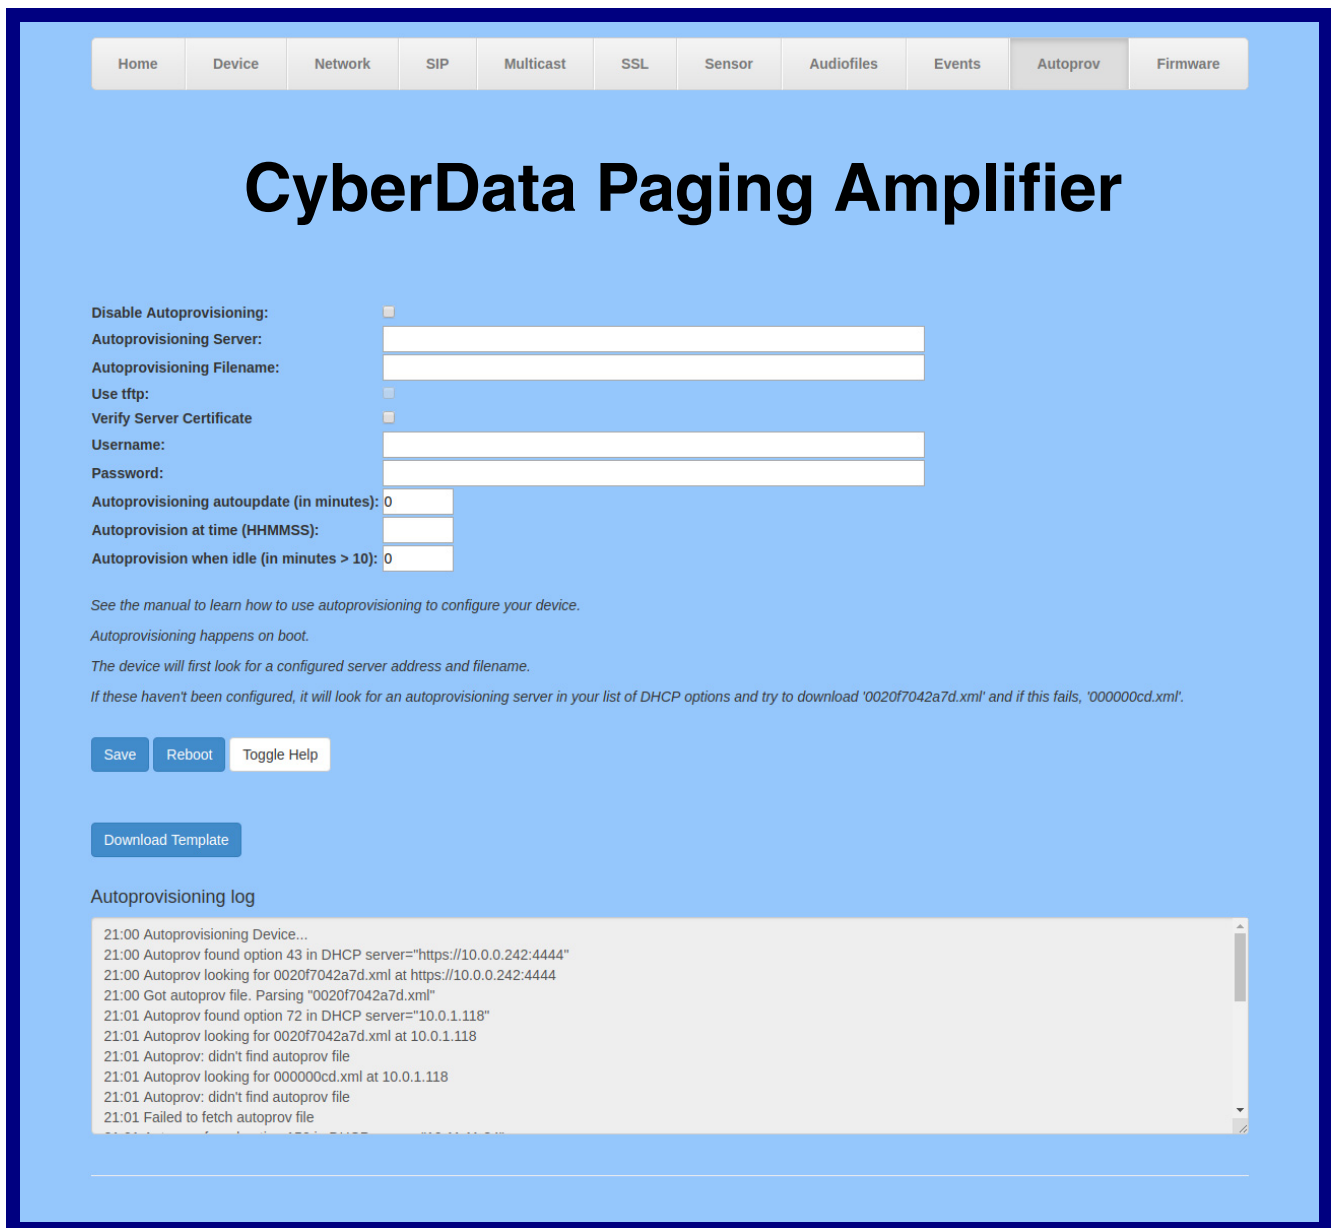 Home Device Network SIP Multicast SSL Sensor Audiofiles Events Autoprov Firmware
CyberData Paging Amplifier
Disable Autoprovisioning:
Autoprovisioning Server:
Autoprovisioning Filename:
Use tftp:
Verify Server Certificate
Username:
Password:
Autoprovisioning autoupdate (in minutes): 0
Autoprovision at time (HHMMSS):
Autoprovision when idle (in minutes > 10): 0
See the manual to learn how to use autoprovisioning to configure your device.
Autoprovisioning happens on boot.
The device will first look for a configured server address and filename.
If these haven't been configured, it will look for an autoprovisioning server in your list of DHCP options and try to download '0020f7042a7d.xml' and if this fails, '000000cd.xml'.
Save Reboot Toggle Help
Download Template
Autoprovisioning log
21:00 Autoprovisioning Device...
21:00 Autoprov found option 43 in DHCP server="https://10.0.0.242:4444"
21:00 Autoprov looking for 0020f7042a7d.xml at https://10.0.0.242:4444
21:00 Got autoprov file. Parsing "0020f7042a7d.xml"
21:01 Autoprov found option 72 in DHCP server="10.0.1.118"
21:01 Autoprov looking for 0020f7042a7d.xml at 10.0.1.118
21:01 Autoprov: didn't find autoprov file
21:01 Autoprov looking for 000000cd.xml at 10.0.1.118
21:01 Autoprov: didn't find autoprov file
21:01 Failed to fetch autoprov file